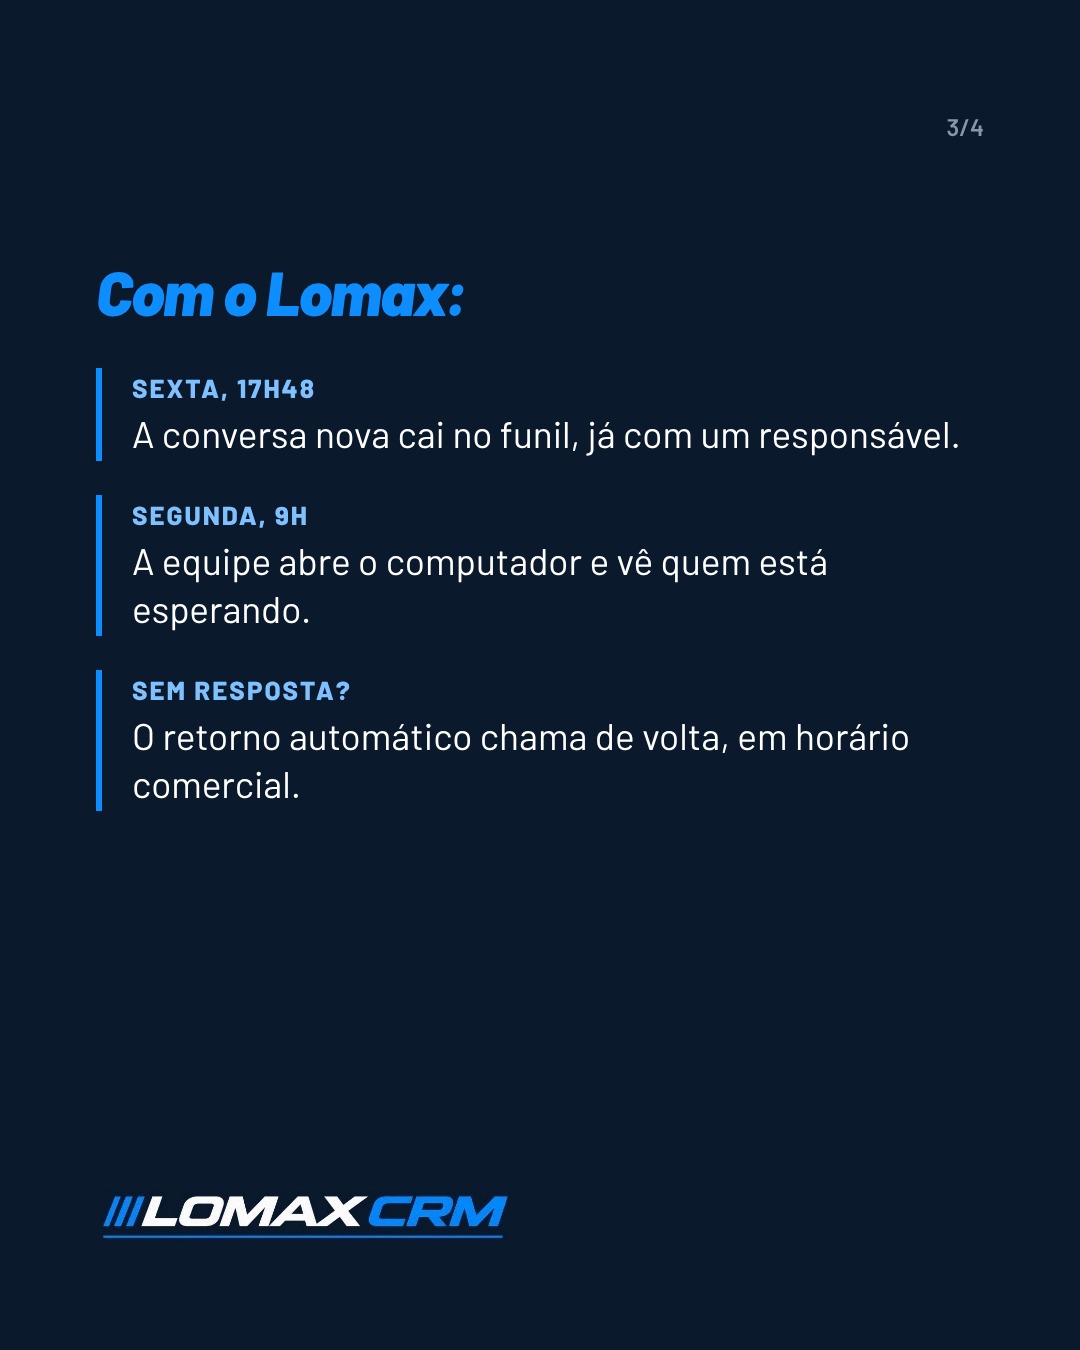 3/4
Com o Lomax:
SEXTA, 17H48
A conversa nova cai no funil, já com um responsável.
SEGUNDA, 9H
A equipe abre o computador e vê quem está
esperando.
SEM RESPOSTA?
O retorno automático chama de volta, em horário
comercial.
LOMAX CRM